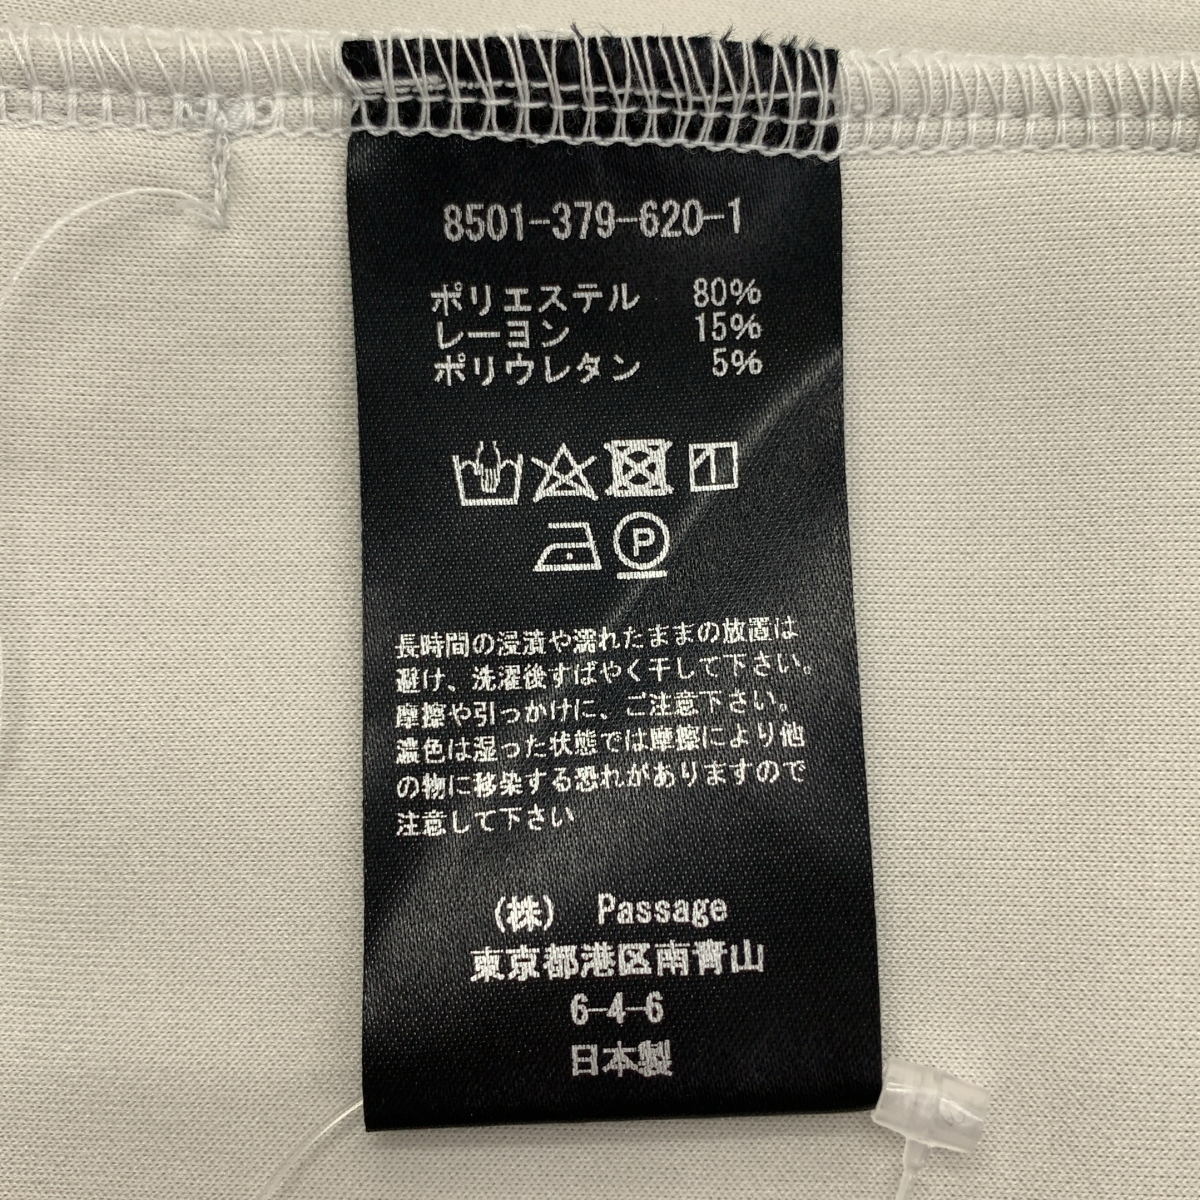 8501-379-620-1
ポリエステル 80%
レーヨン 15%
ポリウレタン 5%
P
長時間の浸漬や濡れたままの放置は
避け、洗濯後すばやく干して下さい。
摩擦や引っかけに、ご注意下さい。
濃色は湿った状態では摩擦により他
の物に移染する恐れがありますので
注意して下さい
(株) Passage
東京都港区南青山
6-4-6
日本製